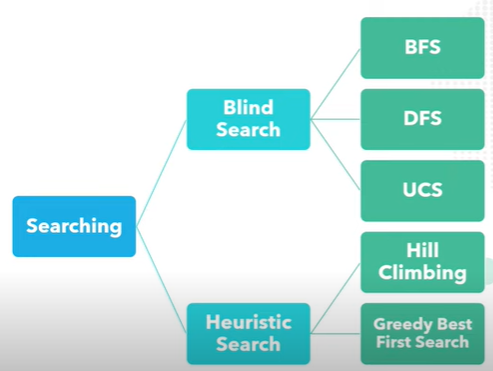 BFS
Blind
Search
DFS
UCS
Searching
Hill
Climbing
Heuristic
Search
Greedy Best
First Search